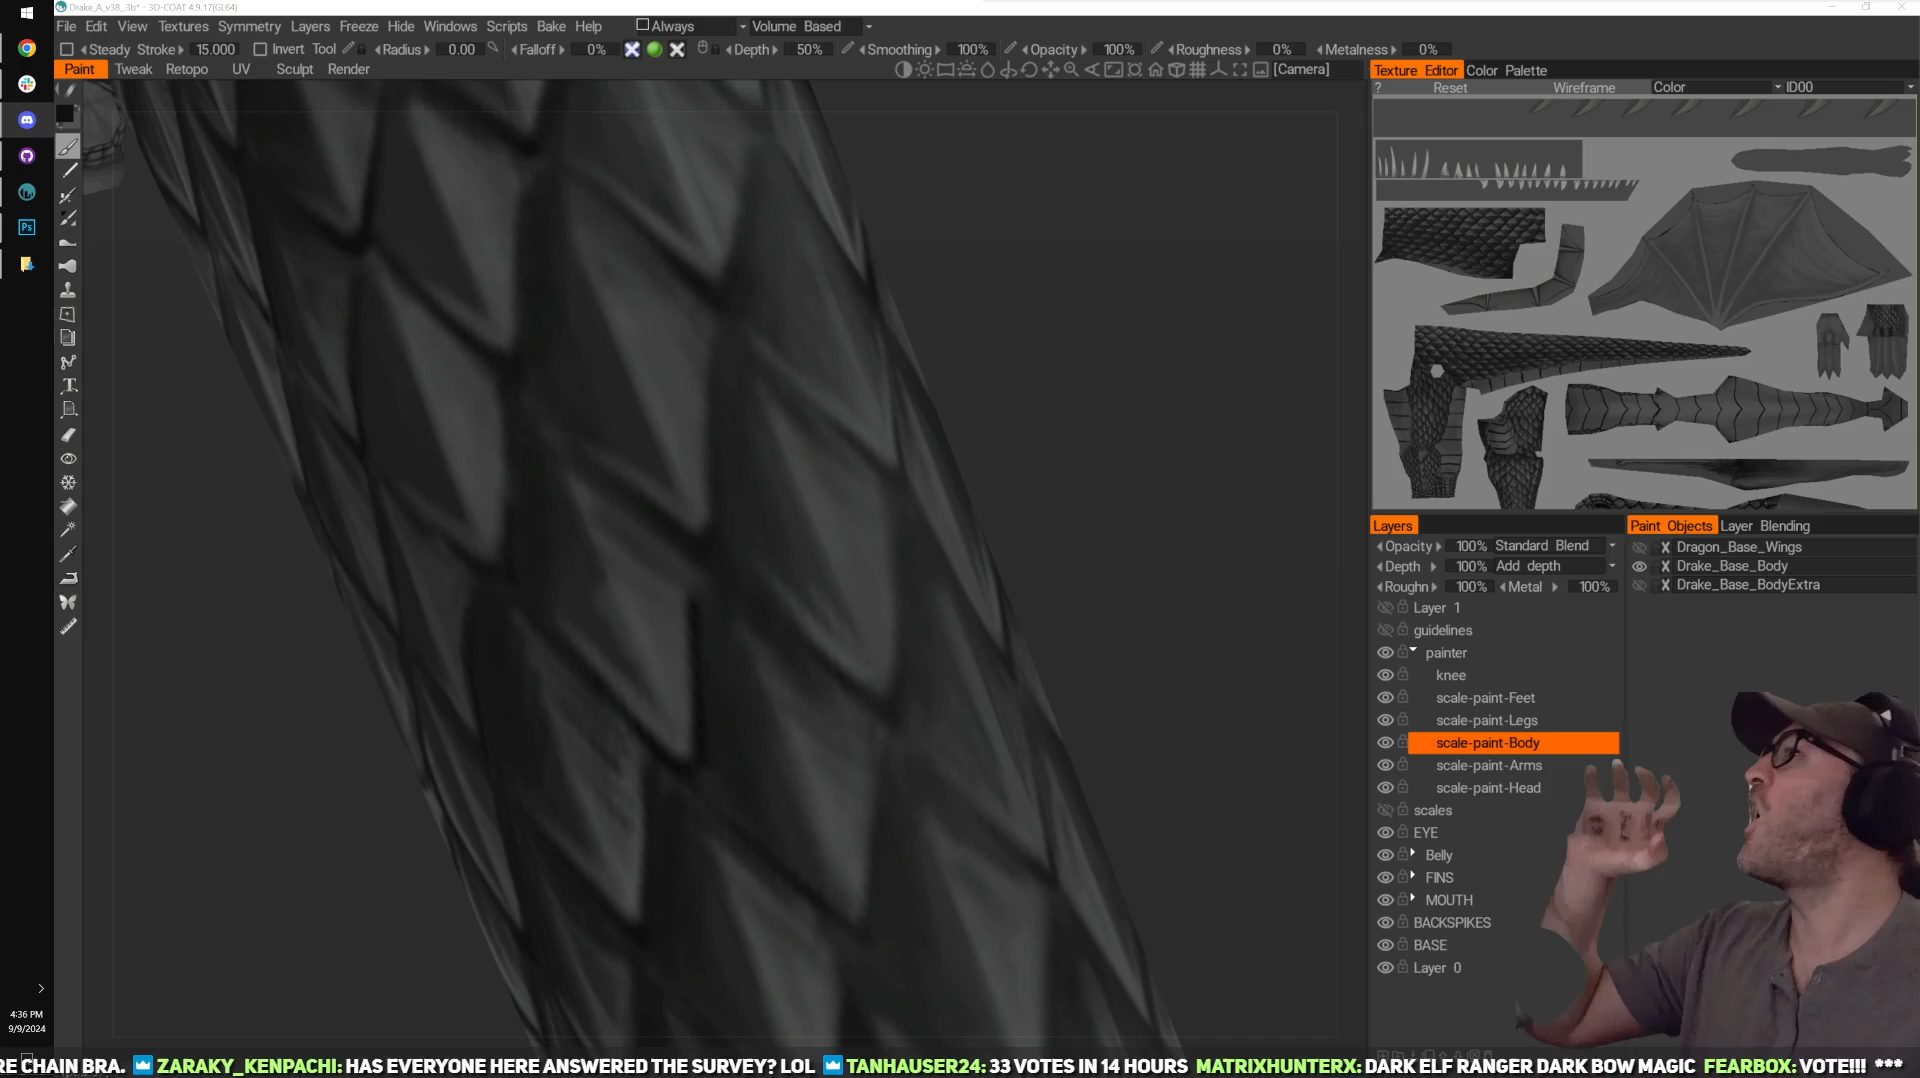 Drake_A_v38_3b* - 3D-COAT 4.9.17(GL64)
File Edit View Textures Symmetry Layers Freeze Hide Windows Scripts Bake Help Always Volume Based
Steady Stroke 15.000 Invert Tool Radius 0.00 Falloff 0% Depth 50% Smoothing 100% Opacity 100% Roughness 0% Metalness 0%
Paint Tweak Retopo UV Sculpt Render [Camera]
Texture Editor Color Palette
? Reset Wireframe Color ID00
Ps
Layers
Opacity 100% Standard Blend
Depth 100% Add depth
Roughn 100% Metal 100%
Layer 1
guidelines
painter
knee
scale-paint-Feet
scale-paint-Legs
scale-paint-Body
scale-paint-Arms
scale-paint-Head
scales
EYE
Belly
FINS
MOUTH
BACKSPIKES
BASE
Layer 0
Paint Objects Layer Blending
X Dragon_Base_Wings
X Drake_Base_Body
X Drake_Base_BodyExtra
4:36 PM
9/9/2024
RE CHAIN BRA. ZARAKY_KENPACHI: HAS EVERYONE HERE ANSWERED THE SURVEY? LOL TANHAUSER24: 33 VOTES IN 14 HOURS MATRIXHUNTERX: DARK ELF RANGER DARK BOW MAGIC FEARBOX: VOTE!!! ***